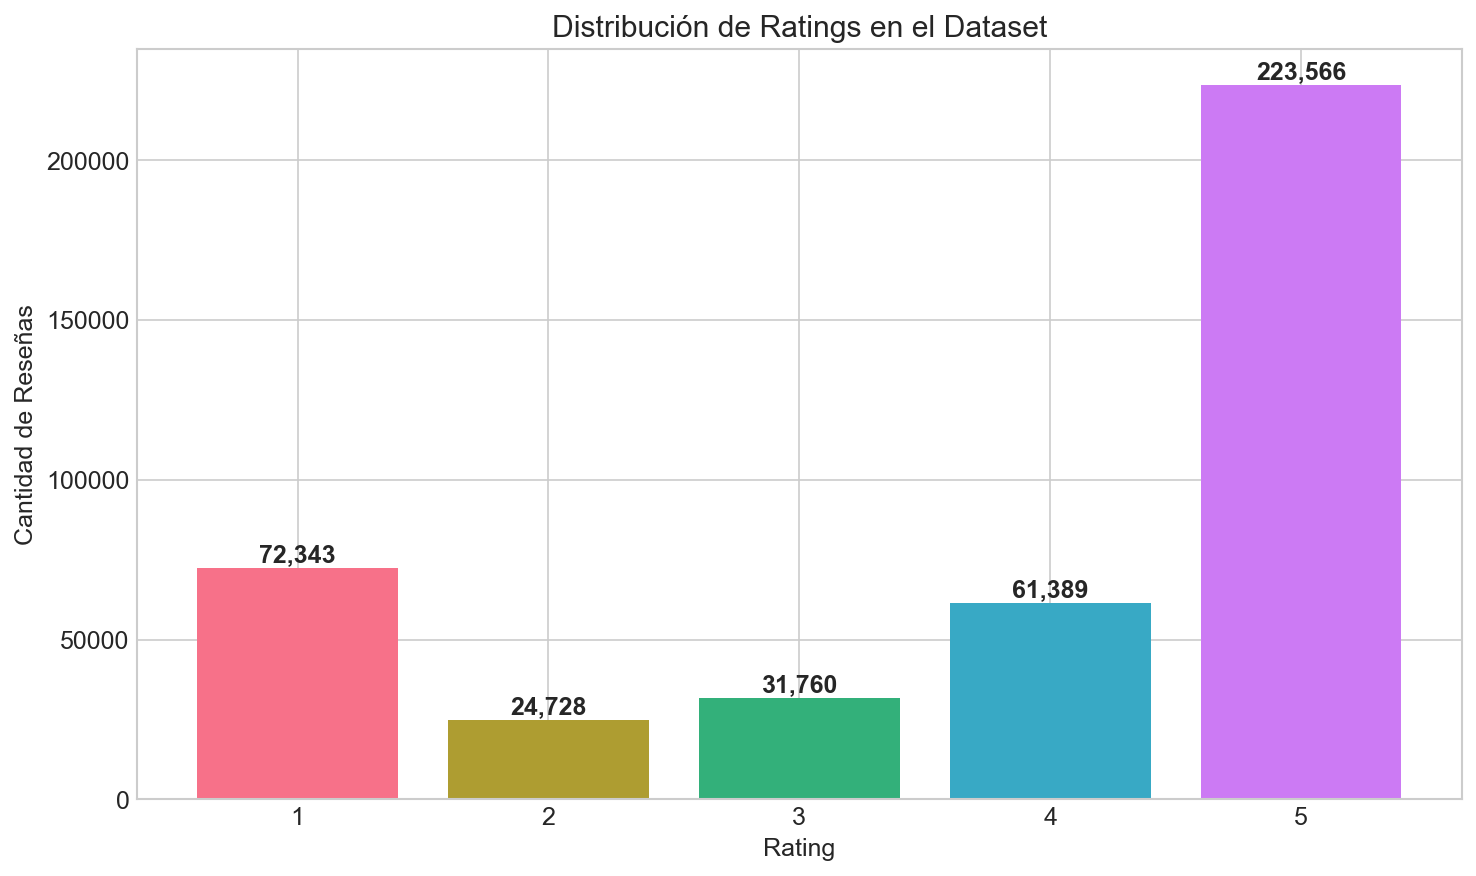 Distribución de Ratings en el Dataset
223,566
200000
150000
Cantidad de Reseñas
100000
72,343
61,389
50000
31,760
24,728
0
1 2 3 4 5
Rating